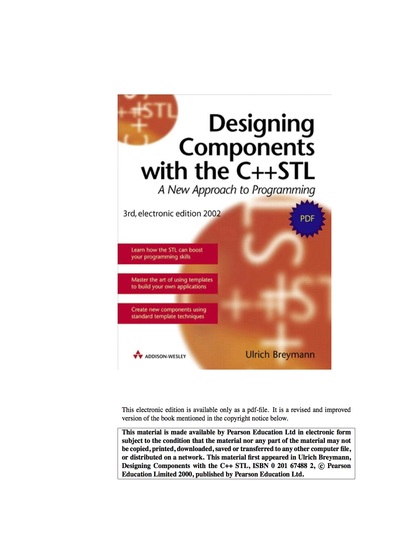 +STL
Designing
Components
with the C++STL
A New Approach to Programming
3rd, electronic edition 2002
PDF
Learn how the STL can boost
your programming skills
Master the art of using templates
to build your own applications
Create new components using
standard template techniques
ADDISON-WESLEY
Ulrich Breymann
This electronic edition is available only as a pdf-file. It is a revised and improved
version of the book mentioned in the copyright notice below.
This material is made available by Pearson Education Ltd in electronic form
subject to the condition that the material nor any part of the material may not
be copied, printed, downloaded, saved or transferred to any other computer file,
or distributed on a network. This material first appeared in Ulrich Breymann,
Designing Components with the C++ STL, ISBN 0 201 67488 2, © Pearson
Education Limited 2000, published by Pearson Education Ltd.